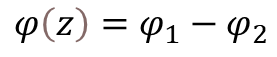 φ(z) = φ₁ − φ₂